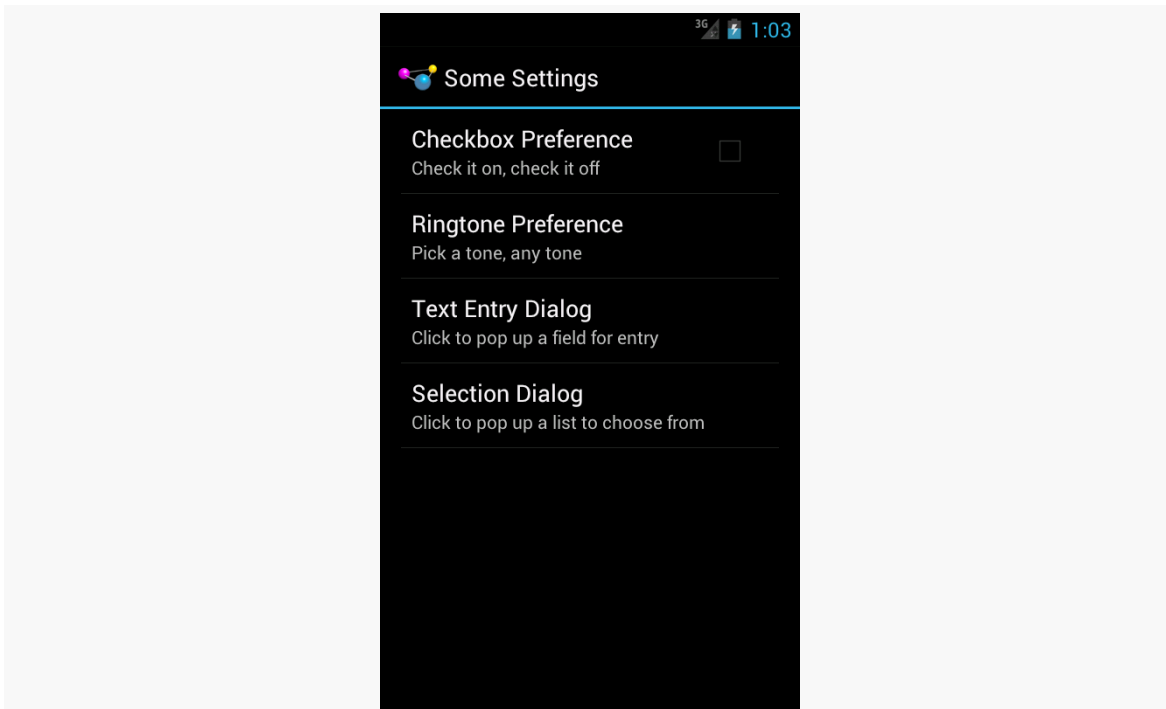 3G 1:03
Some Settings
Checkbox Preference
Check it on, check it off
Ringtone Preference
Pick a tone, any tone
Text Entry Dialog
Click to pop up a field for entry
Selection Dialog
Click to pop up a list to choose from